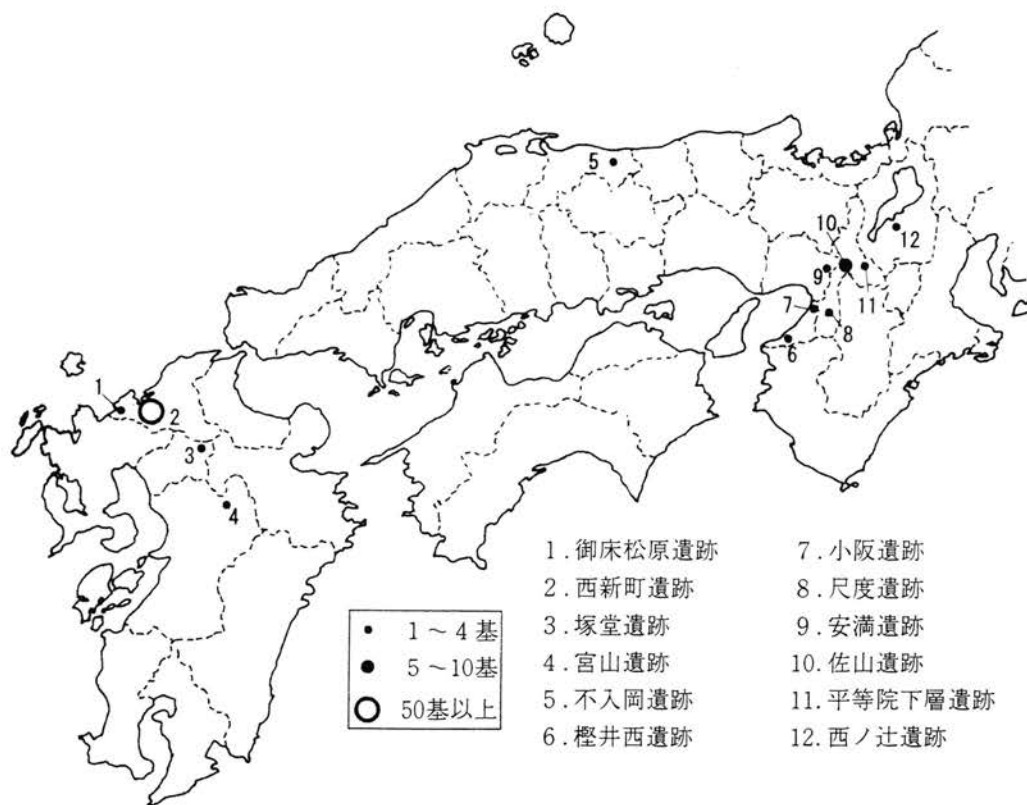 5
10
12
9
11
7
8
6
1
2
3
4
1～4基
5～10基
50基以上
1.御床松原遺跡
2.西新町遺跡
3.塚堂遺跡
4.宮山遺跡
5.不入岡遺跡
6.樫井西遺跡
7.小阪遺跡
8.尺度遺跡
9.安満遺跡
10.佐山遺跡
11.平等院下層遺跡
12.西ノ辻遺跡